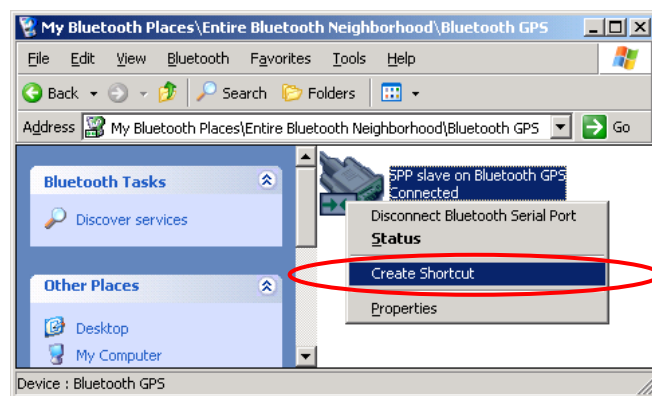 My Bluetooth Places\Entire Bluetooth Neighborhood\Bluetooth GPS
File Edit View Bluetooth Favorites Tools Help
Back Search Folders
Address My Bluetooth Places\Entire Bluetooth Neighborhood\Bluetooth GPS Go
Bluetooth Tasks
Discover services
Other Places
Desktop
My Computer
SPP slave on Bluetooth GPS
Connected
Disconnect Bluetooth Serial Port
Status
Create Shortcut
Properties
Device : Bluetooth GPS